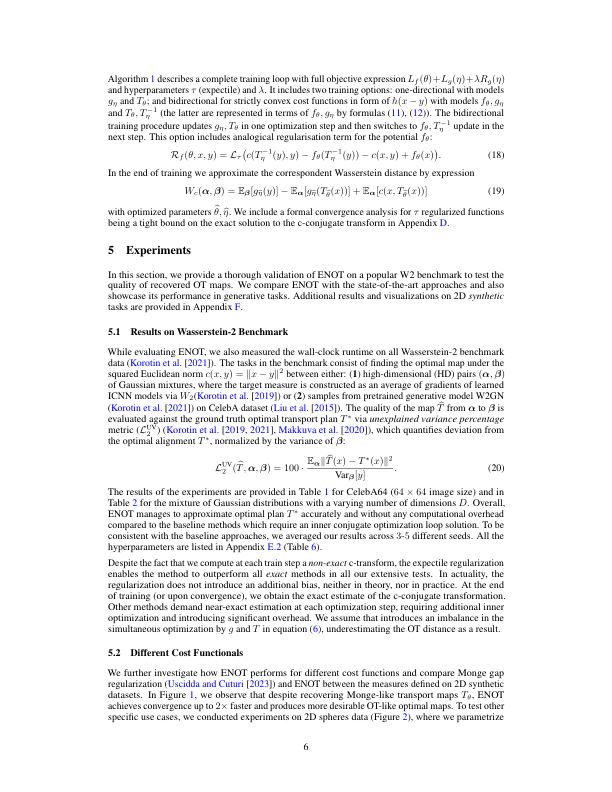 Algorithm 1 describes a complete training loop with full objective expression L_f(θ)+L_g(η)+λR_g(η)
and hyperparameters τ (expectile) and λ. It includes two training options: one-directional with models
g_η and T_θ; and bidirectional for strictly convex cost functions in form of h(x − y) with models f_θ, g_η
and T_θ, T_η^{−1} (the latter are represented in terms of f_θ, g_η by formulas (11), (12)). The bidirectional
training procedure updates g_η, T_θ in one optimization step and then switches to f_θ, T_η^{−1} update in the
next step. This option includes analogical regularisation term for the potential f_θ:
R_f(θ, x, y) = L_τ(c(T_η^{−1}(y), y) − f_θ(T_η^{−1}(y)) − c(x, y) + f_θ(x)). (18)
In the end of training we approximate the correspondent Wasserstein distance by expression
W_c(α, β) = E_β[g_η̂(y)] − E_α[g_η̂(T_θ̂(x))] + E_α[c(x, T_θ̂(x))] (19)
with optimized parameters θ̂, η̂. We include a formal convergence analysis for τ regularized functions
being a tight bound on the exact solution to the c-conjugate transform in Appendix D.
5 Experiments
In this section, we provide a thorough validation of ENOT on a popular W2 benchmark to test the
quality of recovered OT maps. We compare ENOT with the state-of-the-art approaches and also
showcase its performance in generative tasks. Additional results and visualizations on 2D synthetic
tasks are provided in Appendix F.
5.1 Results on Wasserstein-2 Benchmark
While evaluating ENOT, we also measured the wall-clock runtime on all Wasserstein-2 benchmark
data (Korotin et al. [2021]). The tasks in the benchmark consist of finding the optimal map under the
squared Euclidean norm c(x, y) = ‖x − y‖² between either: (1) high-dimensional (HD) pairs (α, β)
of Gaussian mixtures, where the target measure is constructed as an average of gradients of learned
ICNN models via W₂(Korotin et al. [2019]) or (2) samples from pretrained generative model W2GN
(Korotin et al. [2021]) on CelebA dataset (Liu et al. [2015]). The quality of the map T̂ from α to β is
evaluated against the ground truth optimal transport plan T* via unexplained variance percentage
metric (L₂^{UV}) (Korotin et al. [2019, 2021], Makkuva et al. [2020]), which quantifies deviation from
the optimal alignment T*, normalized by the variance of β:
L₂^{UV}(T̂, α, β) = 100 · E_α‖T̂(x) − T*(x)‖² / Var_β[y]. (20)
The results of the experiments are provided in Table 1 for CelebA64 (64 × 64 image size) and in
Table 2 for the mixture of Gaussian distributions with a varying number of dimensions D. Overall,
ENOT manages to approximate optimal plan T* accurately and without any computational overhead
compared to the baseline methods which require an inner conjugate optimization loop solution. To be
consistent with the baseline approaches, we averaged our results across 3-5 different seeds. All the
hyperparameters are listed in Appendix E.2 (Table 6).
Despite the fact that we compute at each train step a non-exact c-transform, the expectile regularization
enables the method to outperform all exact methods in all our extensive tests. In actuality, the
regularization does not introduce an additional bias, neither in theory, nor in practice. At the end
of training (or upon convergence), we obtain the exact estimate of the c-conjugate transformation.
Other methods demand near-exact estimation at each optimization step, requiring additional inner
optimization and introducing significant overhead. We assume that introduces an imbalance in the
simultaneous optimization by g and T in equation (6), underestimating the OT distance as a result.
5.2 Different Cost Functionals
We further investigate how ENOT performs for different cost functions and compare Monge gap
regularization (Uscidda and Cuturi [2023]) and ENOT between the measures defined on 2D synthetic
datasets. In Figure 1, we observe that despite recovering Monge-like transport maps T_θ, ENOT
achieves convergence up to 2× faster and produces more desirable OT-like optimal maps. To test other
specific use cases, we conducted experiments on 2D spheres data (Figure 2), where we parametrize
6